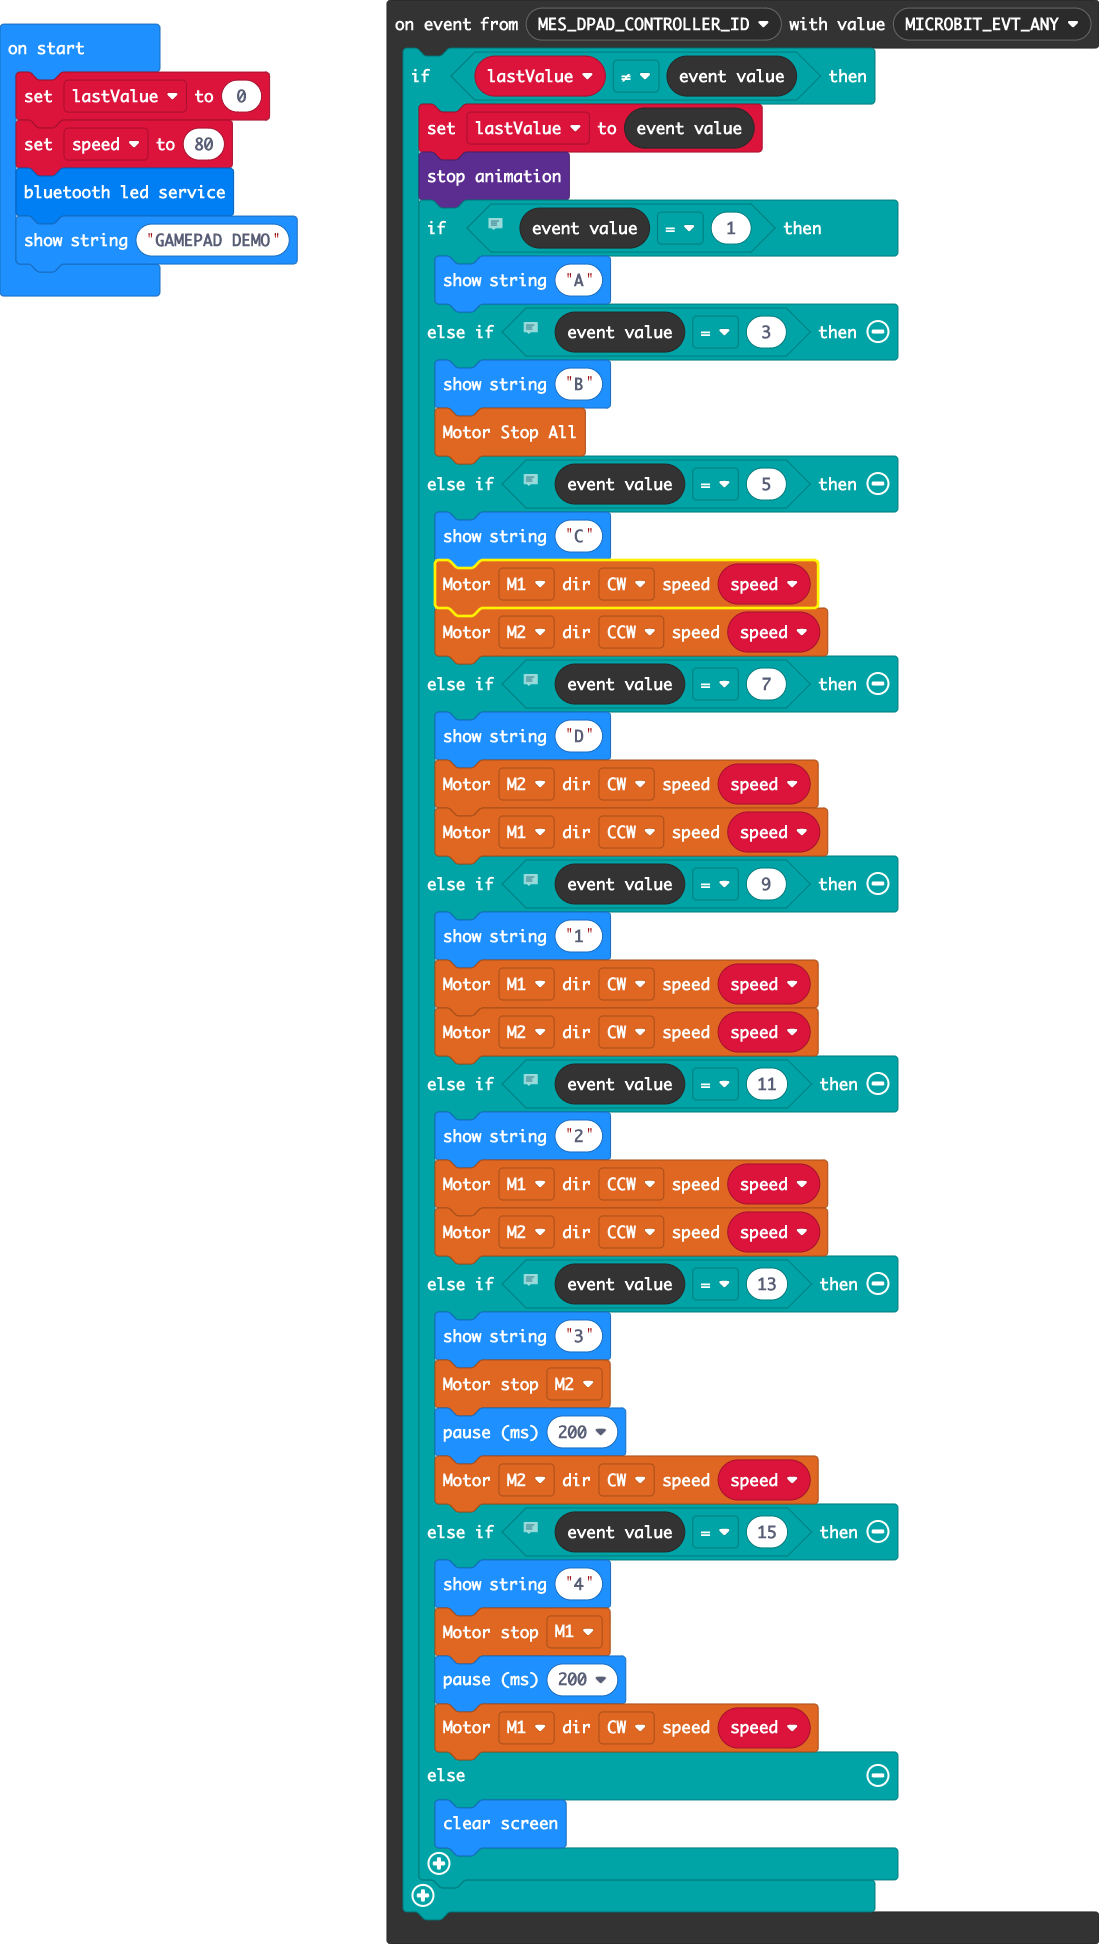 on start
set lastValue to 0
set speed to 80
bluetooth led service
show string "GAMEPAD DEMO"
on event from MES_DPAD_CONTROLLER_ID with value MICROBIT_EVT_ANY
if lastValue ≠ event value then
set lastValue to event value
stop animation
if event value = 1 then
show string "A"
else if event value = 3 then
show string "B"
Motor Stop All
else if event value = 5 then
show string "C"
Motor M1 dir CW speed speed
Motor M2 dir CCW speed speed
else if event value = 7 then
show string "D"
Motor M2 dir CW speed speed
Motor M1 dir CCW speed speed
else if event value = 9 then
show string "1"
Motor M1 dir CW speed speed
Motor M2 dir CW speed speed
else if event value = 11 then
show string "2"
Motor M1 dir CCW speed speed
Motor M2 dir CCW speed speed
else if event value = 13 then
show string "3"
Motor stop M2
pause (ms) 200
Motor M2 dir CW speed speed
else if event value = 15 then
show string "4"
Motor stop M1
pause (ms) 200
Motor M1 dir CW speed speed
else
clear screen